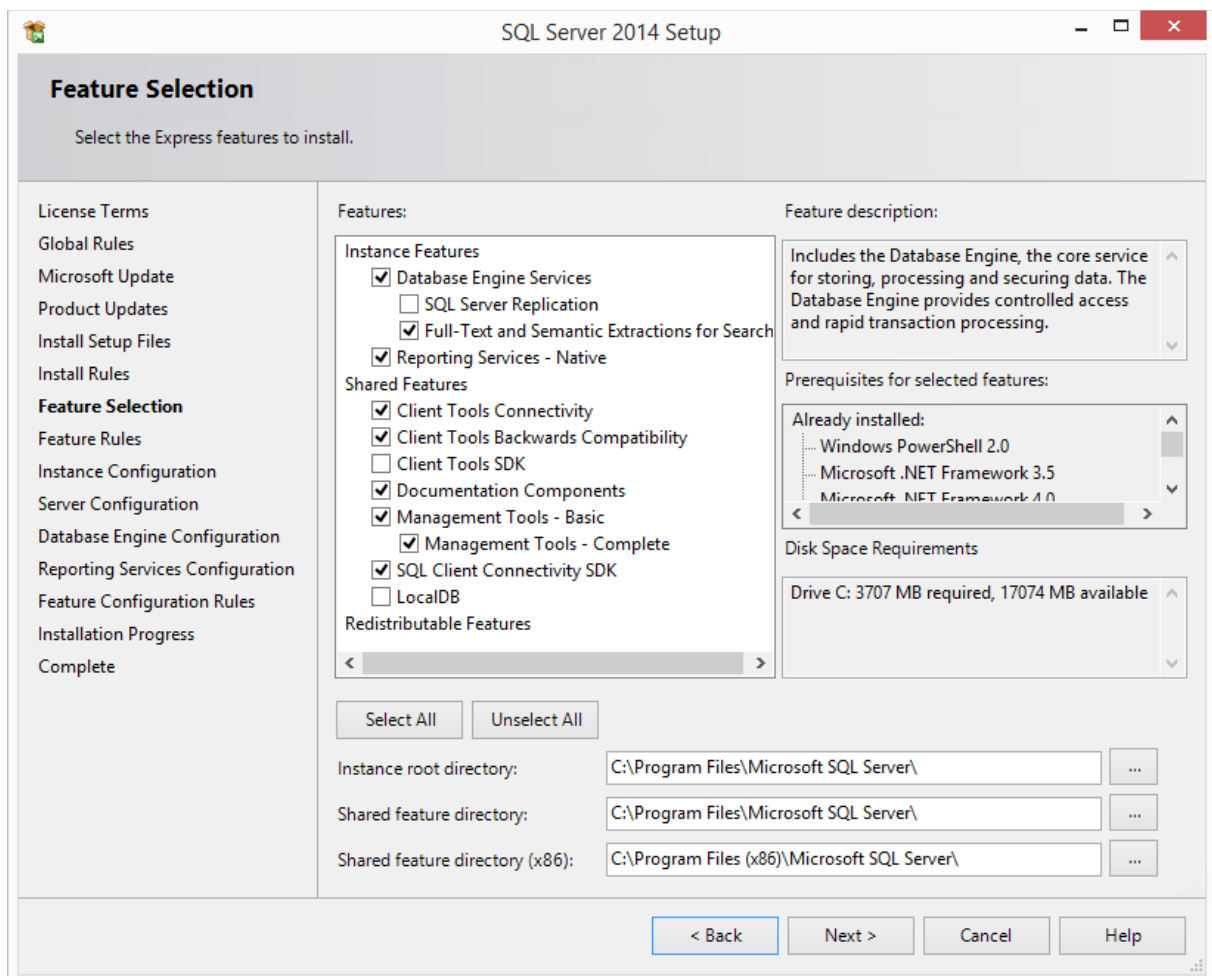 SQL Server 2014 Setup
Feature Selection
Select the Express features to install.
License Terms
Global Rules
Microsoft Update
Product Updates
Install Setup Files
Install Rules
Feature Selection
Feature Rules
Instance Configuration
Server Configuration
Database Engine Configuration
Reporting Services Configuration
Feature Configuration Rules
Installation Progress
Complete
Features:
Instance Features
Database Engine Services
SQL Server Replication
Full-Text and Semantic Extractions for Search
Reporting Services - Native
Shared Features
Client Tools Connectivity
Client Tools Backwards Compatibility
Client Tools SDK
Documentation Components
Management Tools - Basic
Management Tools - Complete
SQL Client Connectivity SDK
LocalDB
Redistributable Features
Feature description:
Includes the Database Engine, the core service
for storing, processing and securing data. The
Database Engine provides controlled access
and rapid transaction processing.
Prerequisites for selected features:
Already installed:
Windows PowerShell 2.0
Microsoft .NET Framework 3.5
Microsoft .NET Framework 4.0
Disk Space Requirements
Drive C: 3707 MB required, 17074 MB available
Select All
Unselect All
Instance root directory:
C:\Program Files\Microsoft SQL Server\
...
Shared feature directory:
C:\Program Files\Microsoft SQL Server\
...
Shared feature directory (x86):
C:\Program Files (x86)\Microsoft SQL Server\
...
< Back
Next >
Cancel
Help